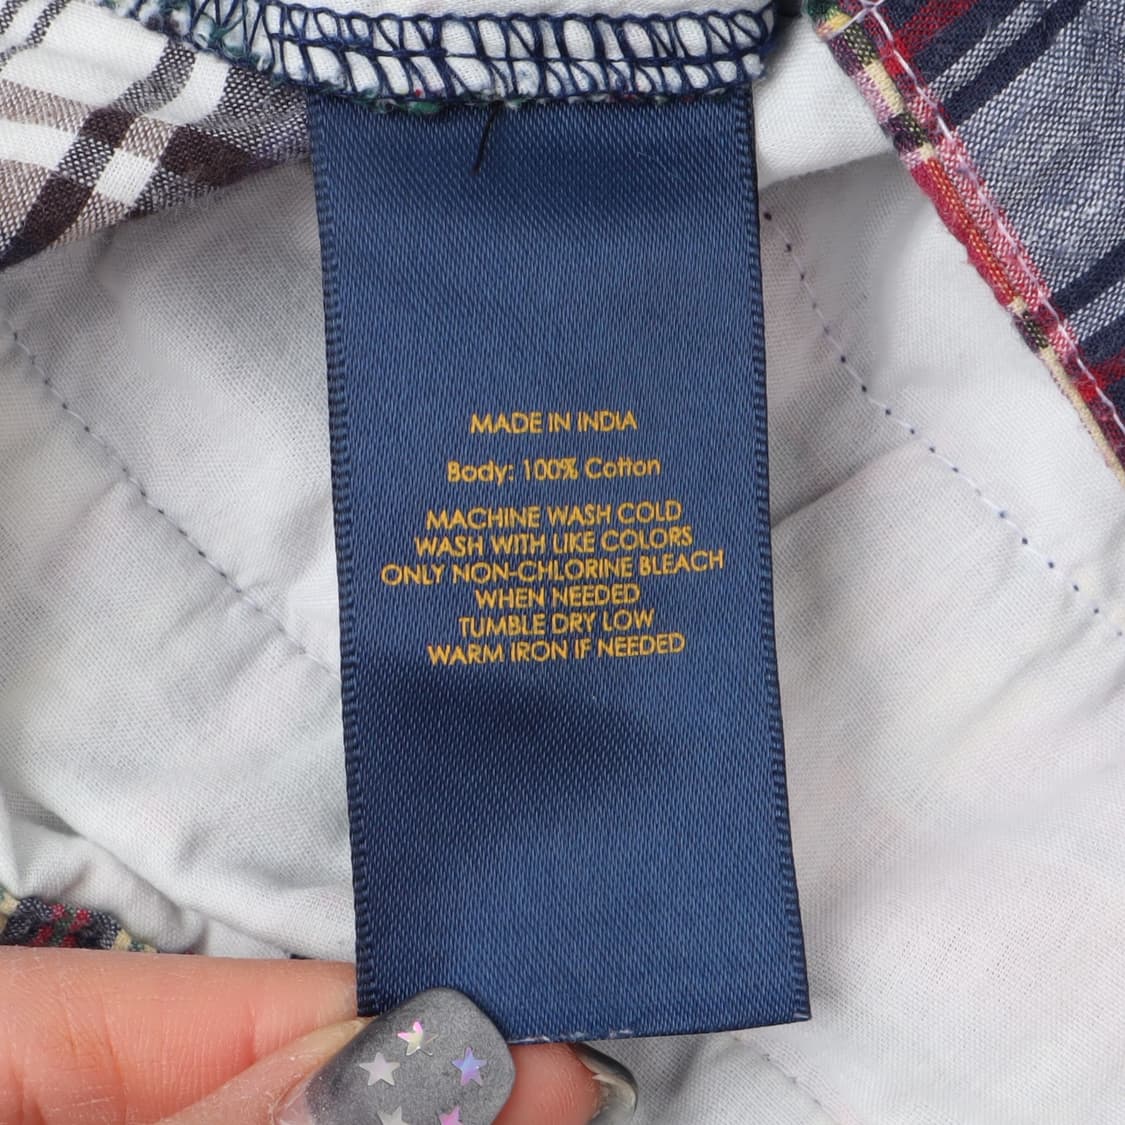 MADE IN INDIA
Body: 100% Cotton
MACHINE WASH COLD
WASH WITH LIKE COLORS
ONLY NON-CHLORINE BLEACH
WHEN NEEDED
TUMBLE DRY LOW
WARM IRON IF NEEDED